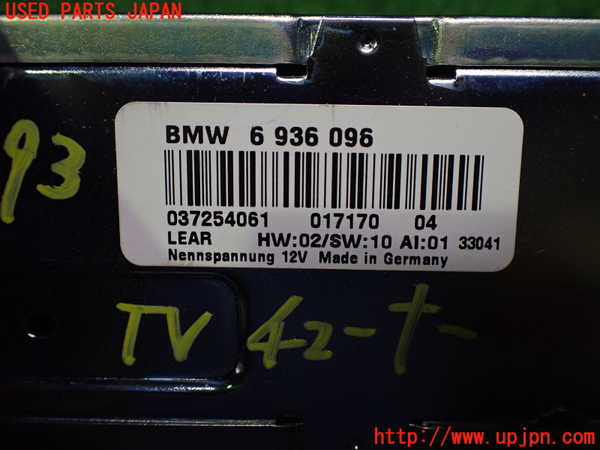 USED PARTS JAPAN
BMW 6 936 096
93
037254061 017170 04
LEAR HW:02/SW:10 AI:01 33041
Nennspannung 12V Made in Germany
TV チューナー
http://www.upjpn.com/